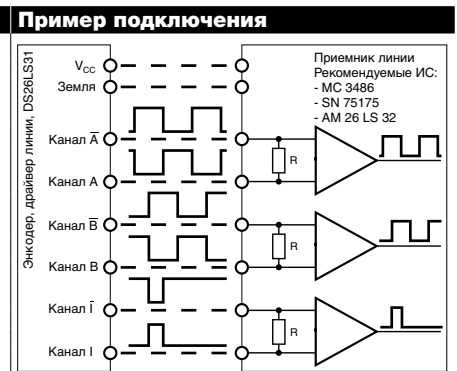 Пример подключения
Энкодер, драйвер линии, DS26LS31
V_CC
Земля
Канал A̅
Канал A
Канал B̅
Канал B
Канал I̅
Канал I
Приемник линии
Рекомендуемые ИС:
- MC 3486
- SN 75175
- AM 26 LS 32
R
R
R